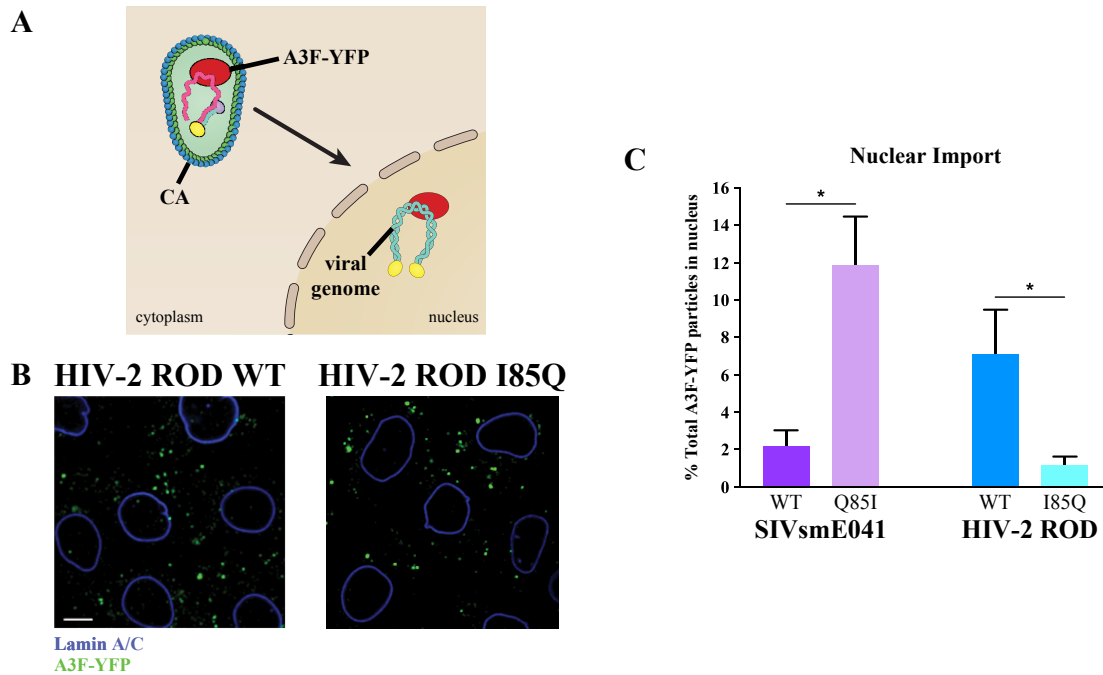 A
A3F-YFP
CA
viral
genome
cytoplasm
nucleus
B
HIV-2 ROD WT
HIV-2 ROD I85Q
Lamin A/C
A3F-YFP
C
Nuclear Import
% Total A3F-YFP particles in nucleus
16
14
12
10
8
6
4
2
0
*
*
WT
Q85I
WT
I85Q
SIVsmE041
HIV-2 ROD